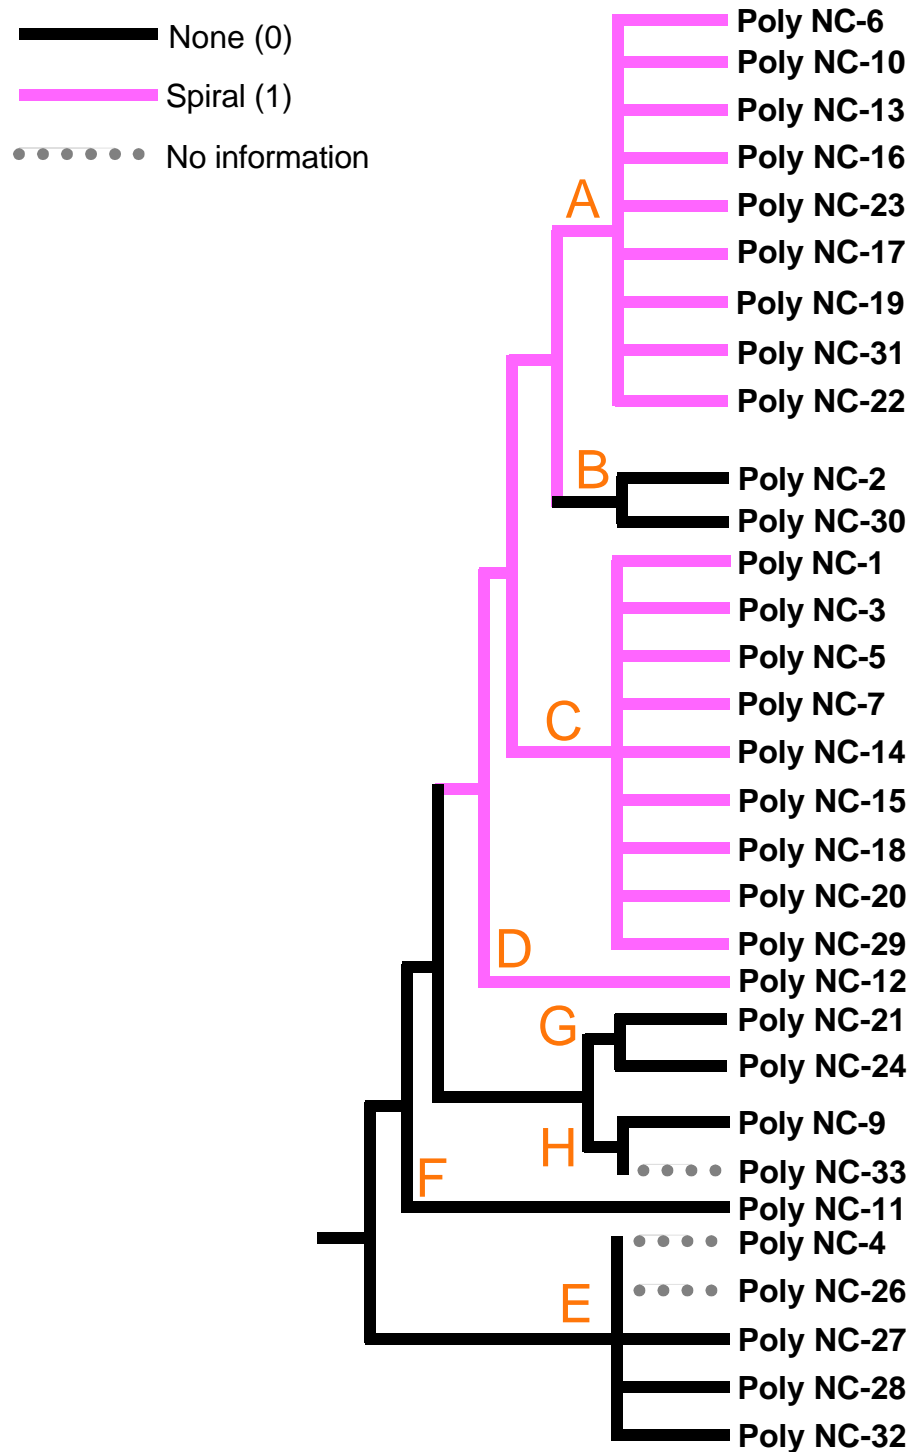 None (0)
Spiral (1)
No information
Poly NC-6
Poly NC-10
Poly NC-13
Poly NC-16
A
Poly NC-23
Poly NC-17
Poly NC-19
Poly NC-31
Poly NC-22
B
Poly NC-2
Poly NC-30
Poly NC-1
Poly NC-3
Poly NC-5
Poly NC-7
C
Poly NC-14
Poly NC-15
Poly NC-18
Poly NC-20
Poly NC-29
D
Poly NC-12
G
Poly NC-21
Poly NC-24
Poly NC-9
H
Poly NC-33
F
Poly NC-11
Poly NC-4
Poly NC-26
E
Poly NC-27
Poly NC-28
Poly NC-32